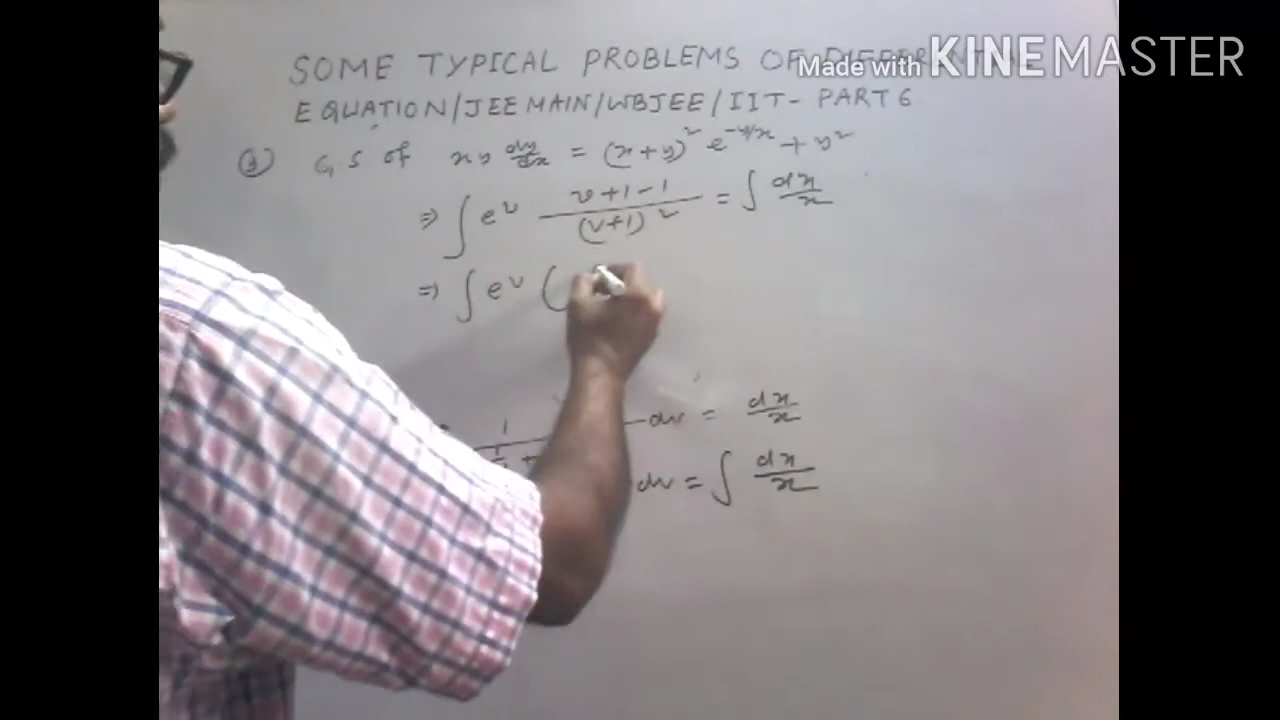 SOME TYPICAL PROBLEMS OF
Made with KINEMASTER
EQUATION/JEE MAIN/WBJEE/IIT- PART 6
③ G S of xy dy/dx = (x+y)² e^(-y/x) + y²
⇒ ∫ e^v (v+1-1)/(v+1)² = ∫ dx/x
⇒ ∫ e^v (
1 dv = dx/x
dv = ∫ dx/x